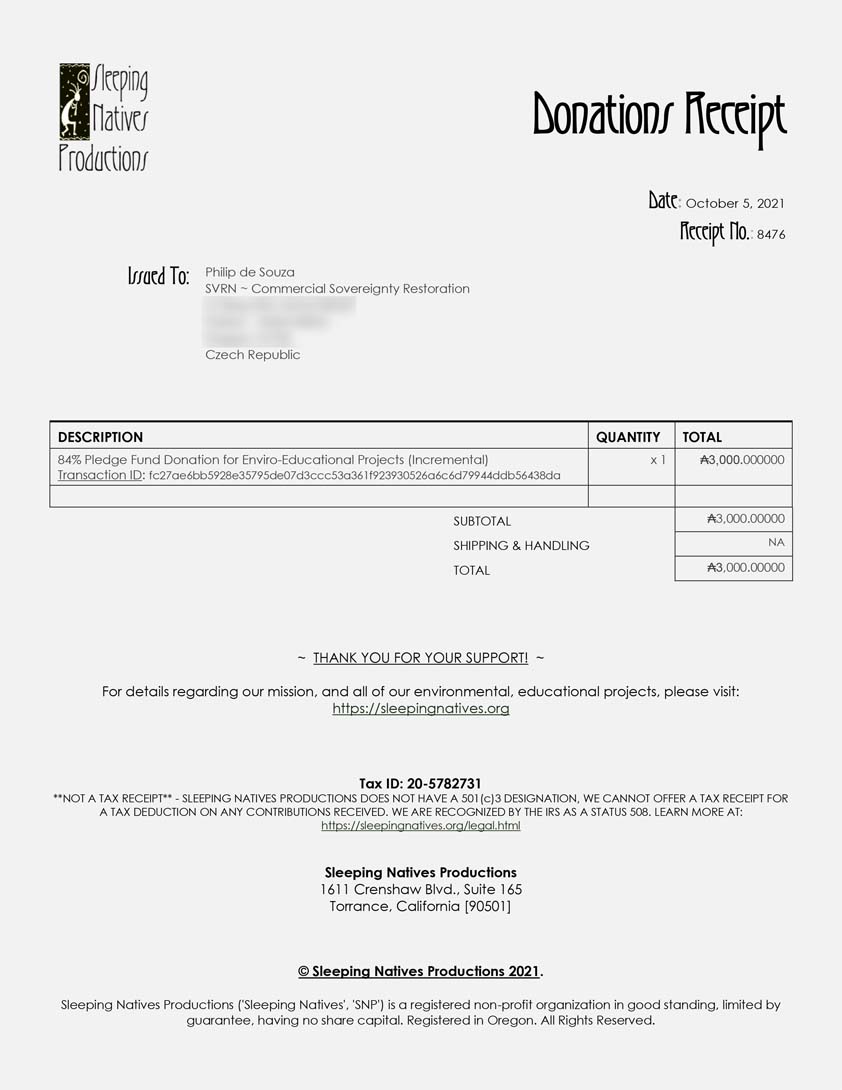 Sleeping
Natives
Productions
Donations Receipt
Date: October 5, 2021
Receipt No.: 8476
Issued To:
Philip de Souza
SVRN ~ Commercial Sovereignty Restoration
Czech Republic
DESCRIPTION QUANTITY TOTAL
84% Pledge Fund Donation for Enviro-Educational Projects (Incremental) x 1 ₳3,000.000000
Transaction ID: fc27ae6bb5928e35795de07d3ccc53a361f923930526a6c6d79944ddb56438da
SUBTOTAL ₳3,000.00000
SHIPPING & HANDLING NA
TOTAL ₳3,000.00000
~ THANK YOU FOR YOUR SUPPORT! ~
For details regarding our mission, and all of our environmental, educational projects, please visit:
https://sleepingnatives.org
Tax ID: 20-5782731
**NOT A TAX RECEIPT** - SLEEPING NATIVES PRODUCTIONS DOES NOT HAVE A 501(c)3 DESIGNATION, WE CANNOT OFFER A TAX RECEIPT FOR
A TAX DEDUCTION ON ANY CONTRIBUTIONS RECEIVED. WE ARE RECOGNIZED BY THE IRS AS A STATUS 508. LEARN MORE AT:
https://sleepingnatives.org/legal.html
Sleeping Natives Productions
1611 Crenshaw Blvd., Suite 165
Torrance, California [90501]
© Sleeping Natives Productions 2021.
Sleeping Natives Productions ('Sleeping Natives', 'SNP') is a registered non-profit organization in good standing, limited by
guarantee, having no share capital. Registered in Oregon. All Rights Reserved.